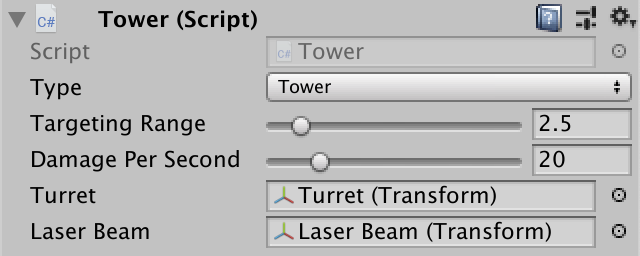 C# Tower (Script)
Script C# Tower
Type Tower
Targeting Range 2.5
Damage Per Second 20
Turret Turret (Transform)
Laser Beam Laser Beam (Transform)